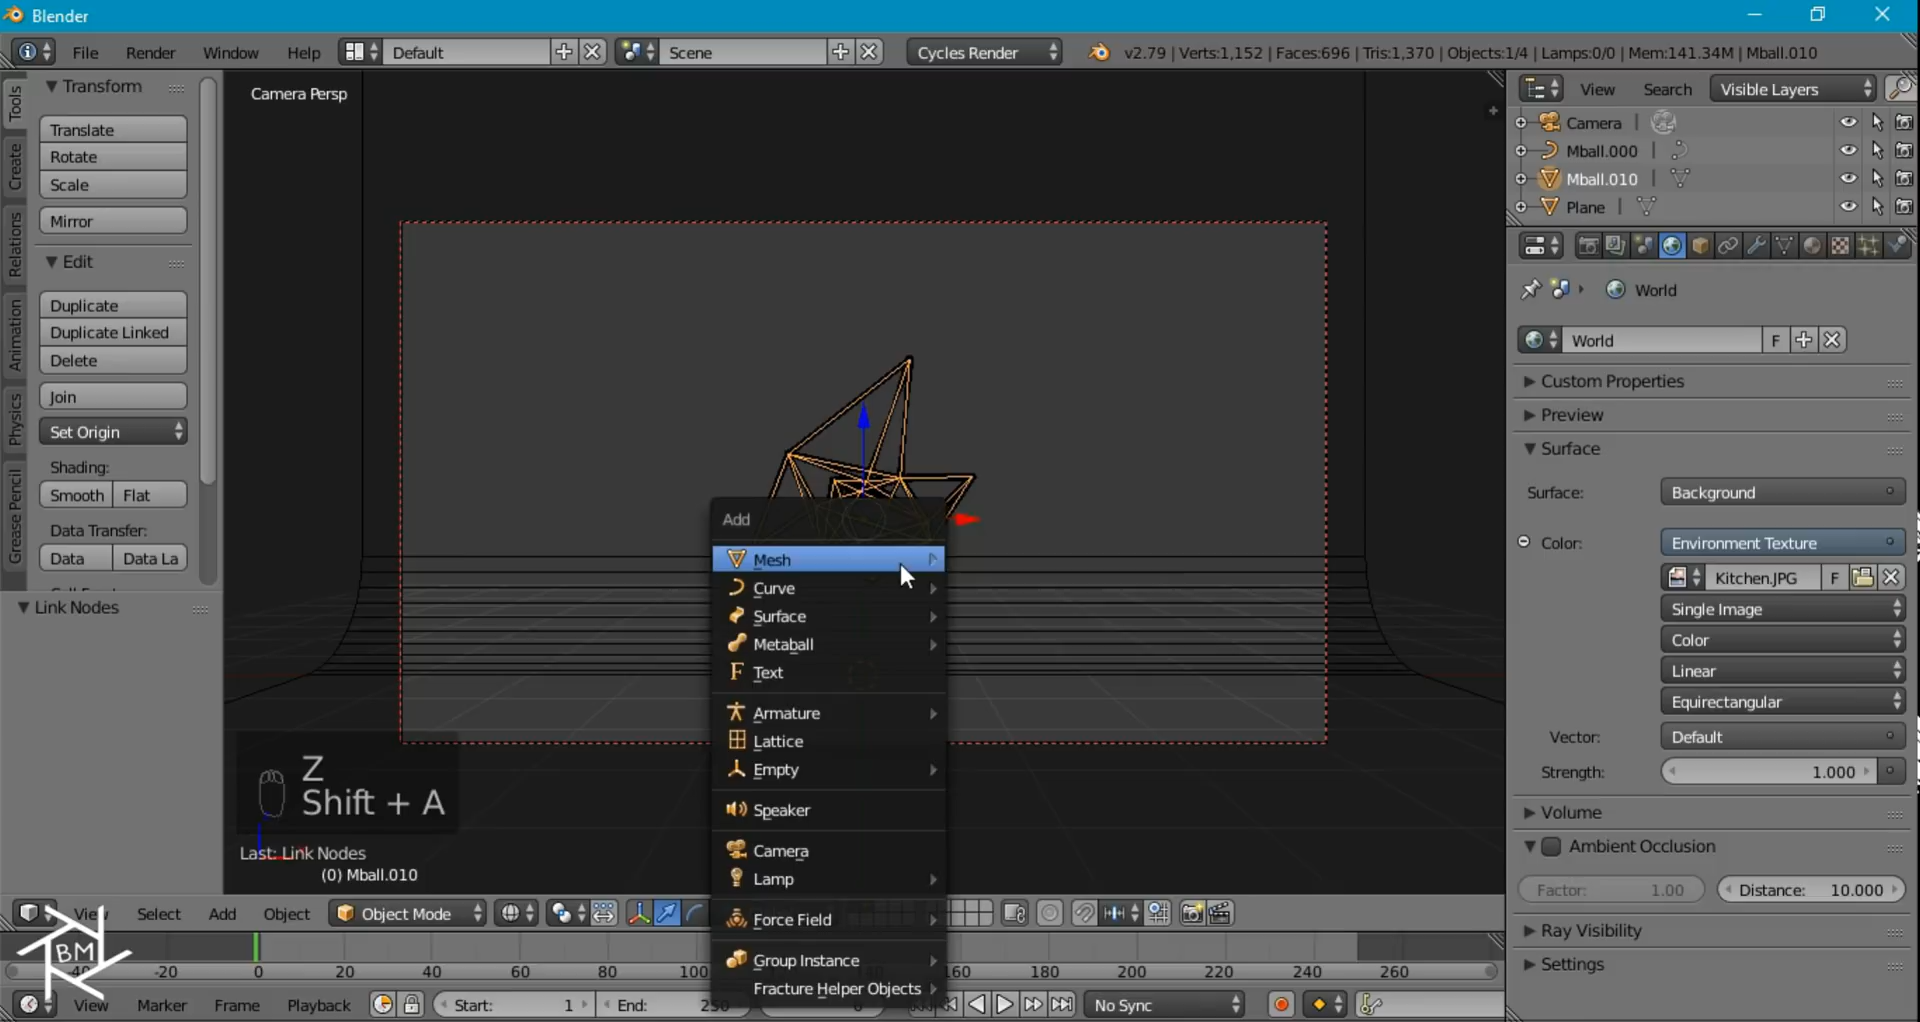 Blender
File Render Window Help Default Scene Cycles Render v2.79 | Verts:1,152 | Faces:696 | Tris:1,370 | Objects:1/4 | Lamps:0/0 | Mem:141.34M | Mball.010
Tools
Create
Relations
Animation
Physics
Grease Pencil
Transform
Translate
Rotate
Scale
Mirror
Edit
Duplicate
Duplicate Linked
Delete
Join
Set Origin
Shading:
Smooth Flat
Data Transfer:
Data Data La
Link Nodes
Camera Persp
Add
Mesh
Curve
Surface
Metaball
Text
Armature
Lattice
Empty
Speaker
Camera
Lamp
Force Field
Group Instance
Fracture Helper Objects
Z
Shift + A
Last: Link Nodes
(0) Mball.010
View Select Add Object Object Mode
BM
-40 -20 0 20 40 60 80 100 160 180 200 220 240 260
View Marker Frame Playback Start: 1 End: 250 No Sync
View Search Visible Layers
Camera
Mball.000
Mball.010
Plane
World
World F
Custom Properties
Preview
Surface
Surface: Background
Color: Environment Texture
Kitchen.JPG F
Single Image
Color
Linear
Equirectangular
Vector: Default
Strength: 1.000
Volume
Ambient Occlusion
Factor: 1.00 Distance: 10.000
Ray Visibility
Settings